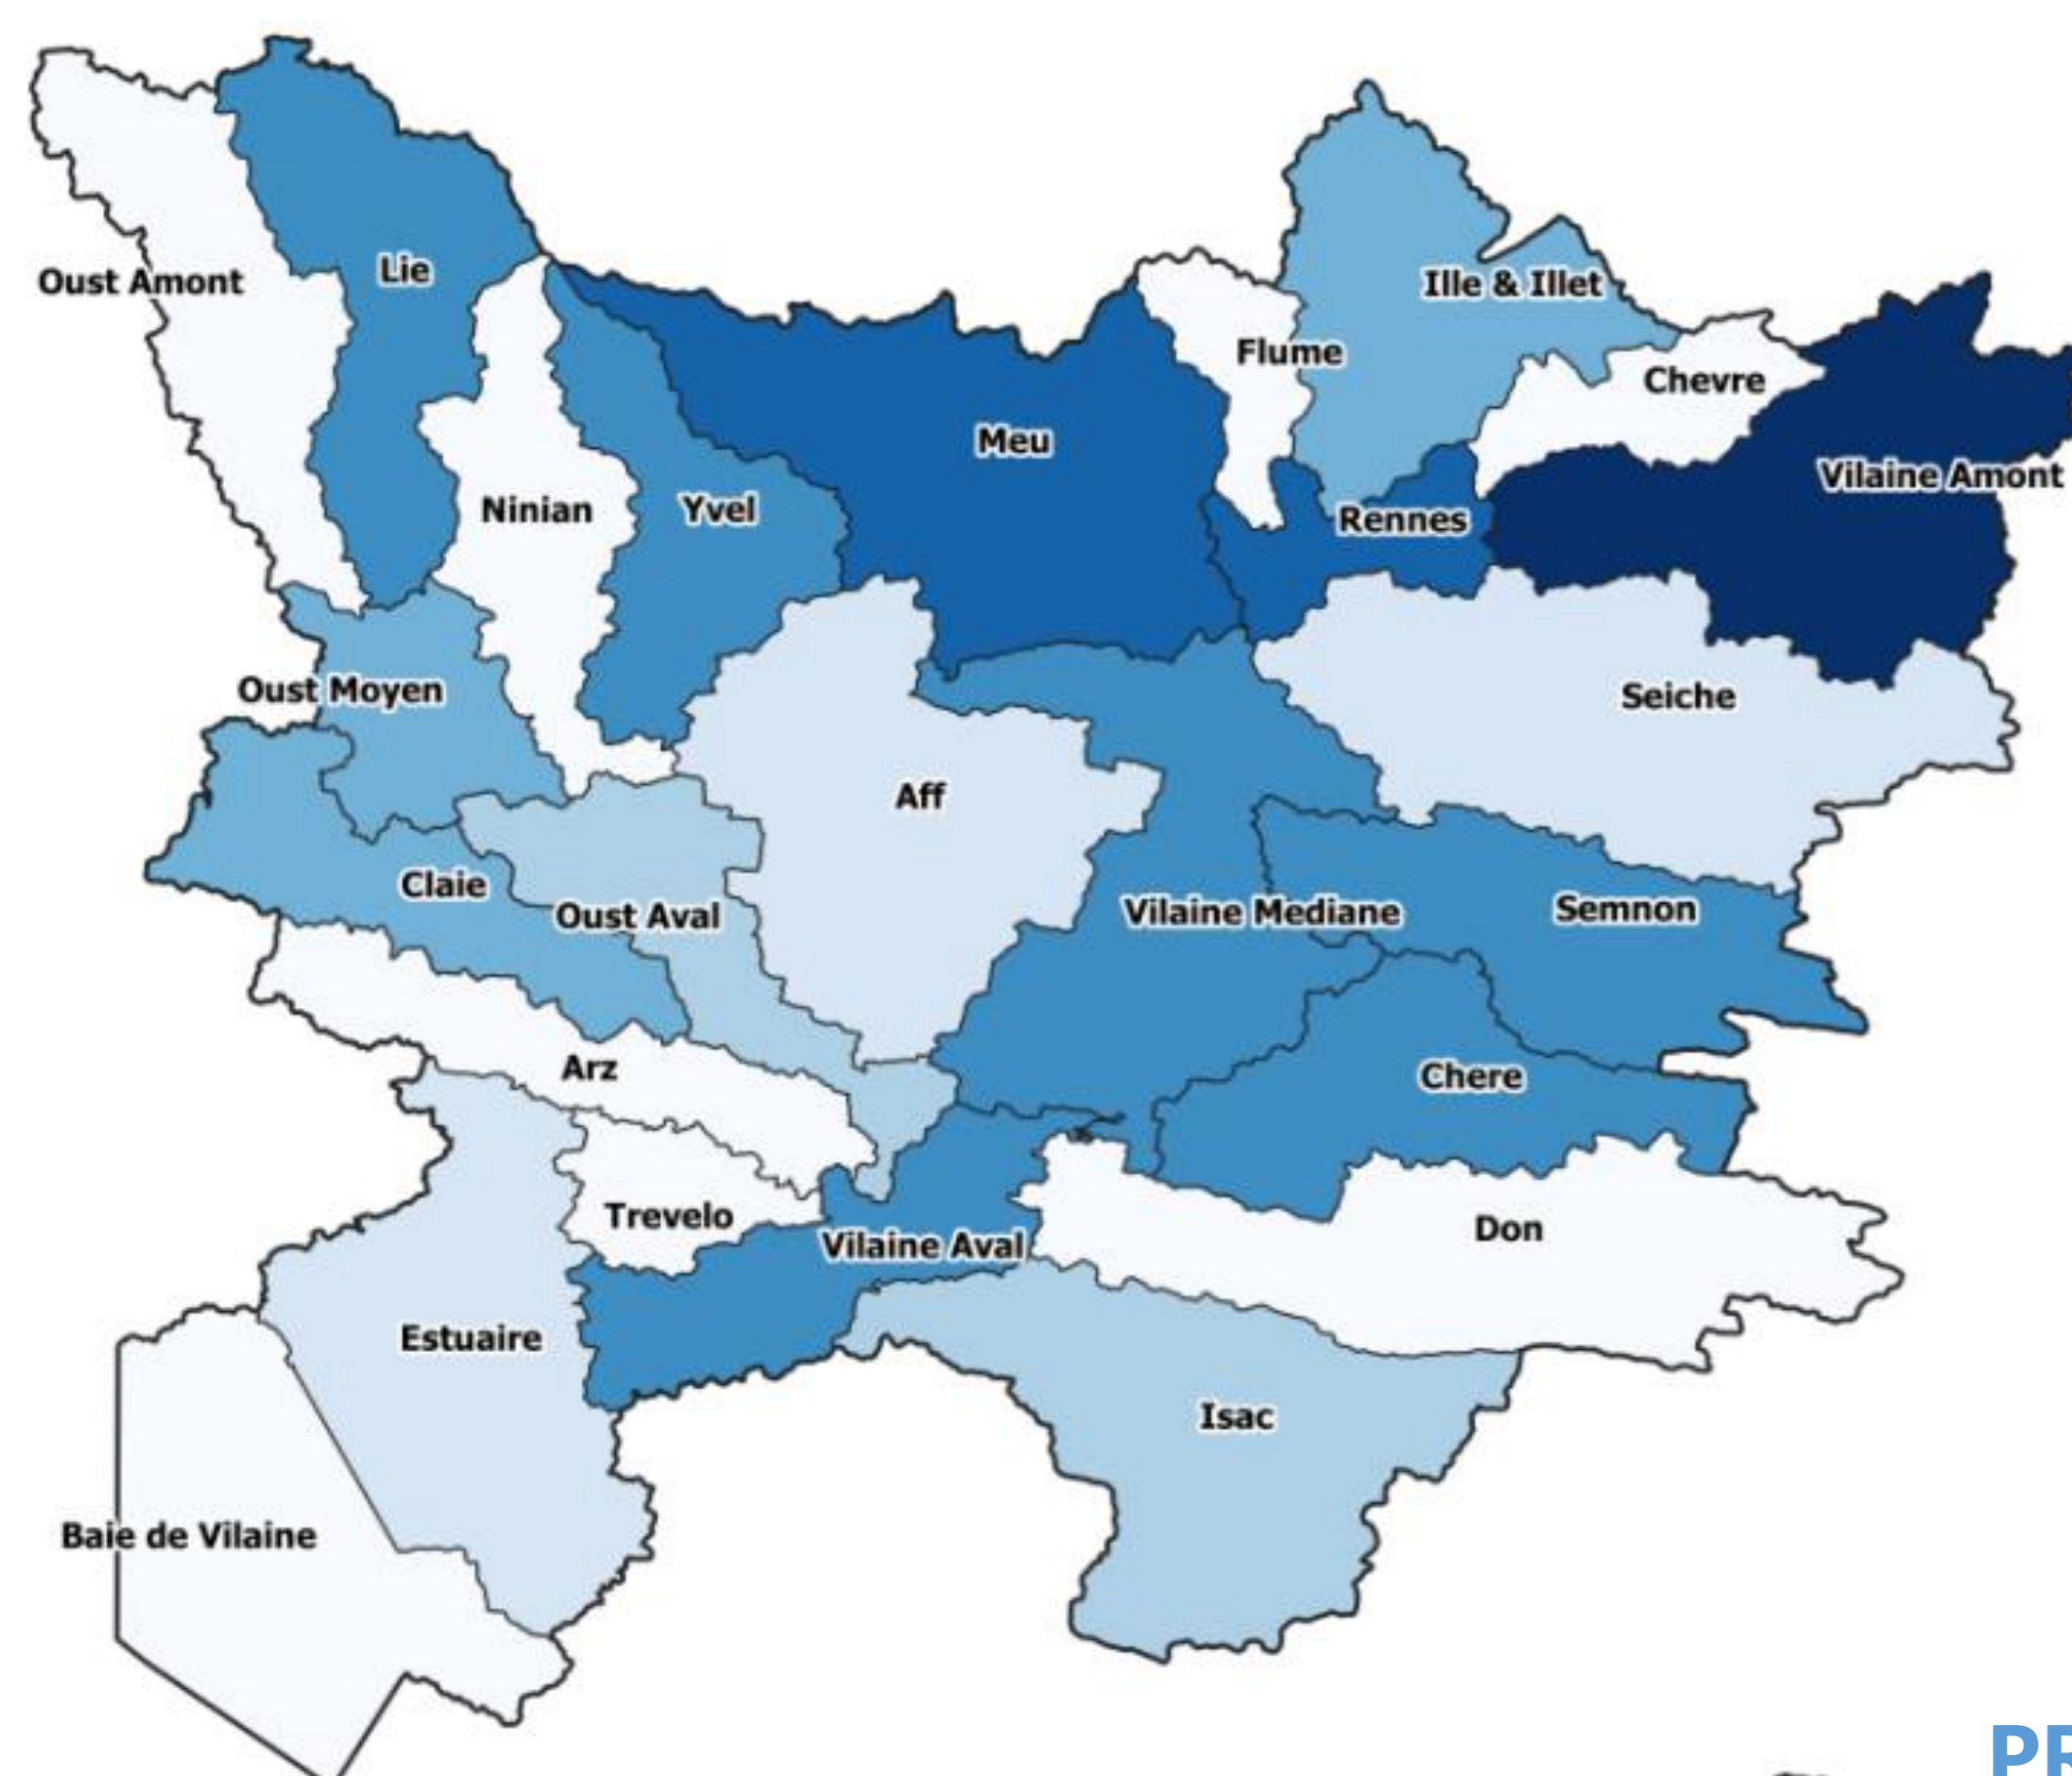 Lie
Oust Amont
Ille & Illet
Flume
Chevre
Meu
Vilaine Amont
Ninian
Yvel
Rennes
Oust Moyen
Seiche
Aff
Claie
Oust Aval
Vilaine Mediane
Semnon
Arz
Chere
Trevelo
Vilaine Aval
Don
Estuaire
Isac
Baie de Vilaine